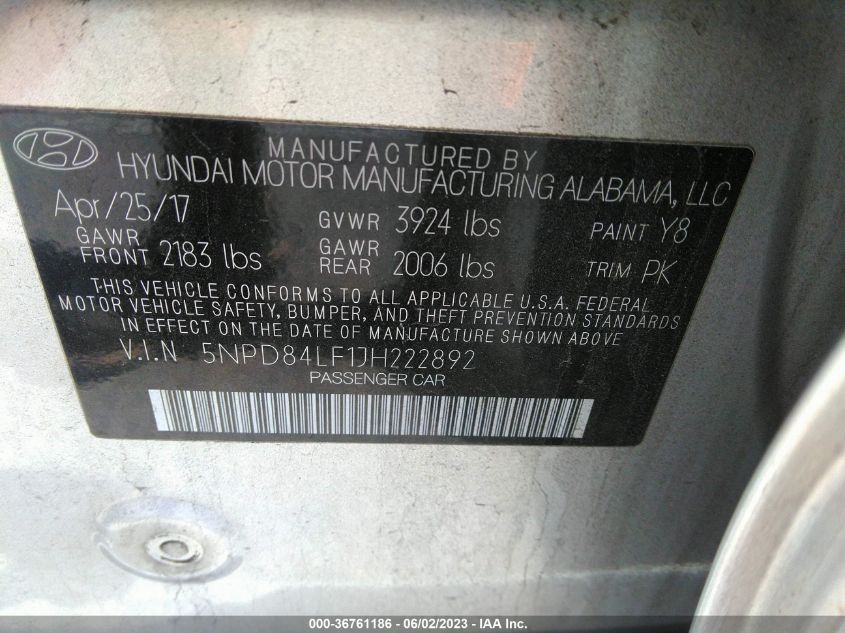 MANUFACTURED BY
HYUNDAI MOTOR MANUFACTURING ALABAMA, LLC
Apr/25/17 GVWR 3924 lbs PAINT Y8
GAWR FRONT 2183 lbs GAWR REAR 2006 lbs TRIM PK
THIS VEHICLE CONFORMS TO ALL APPLICABLE U.S.A. FEDERAL
MOTOR VEHICLE SAFETY, BUMPER, AND THEFT PREVENTION STANDARDS
IN EFFECT ON THE DATE OF MANUFACTURE SHOWN ABOVE
V.I.N 5NPD84LF1JH222892
PASSENGER CAR
000-36761186 - 06/02/2023 - IAA Inc.